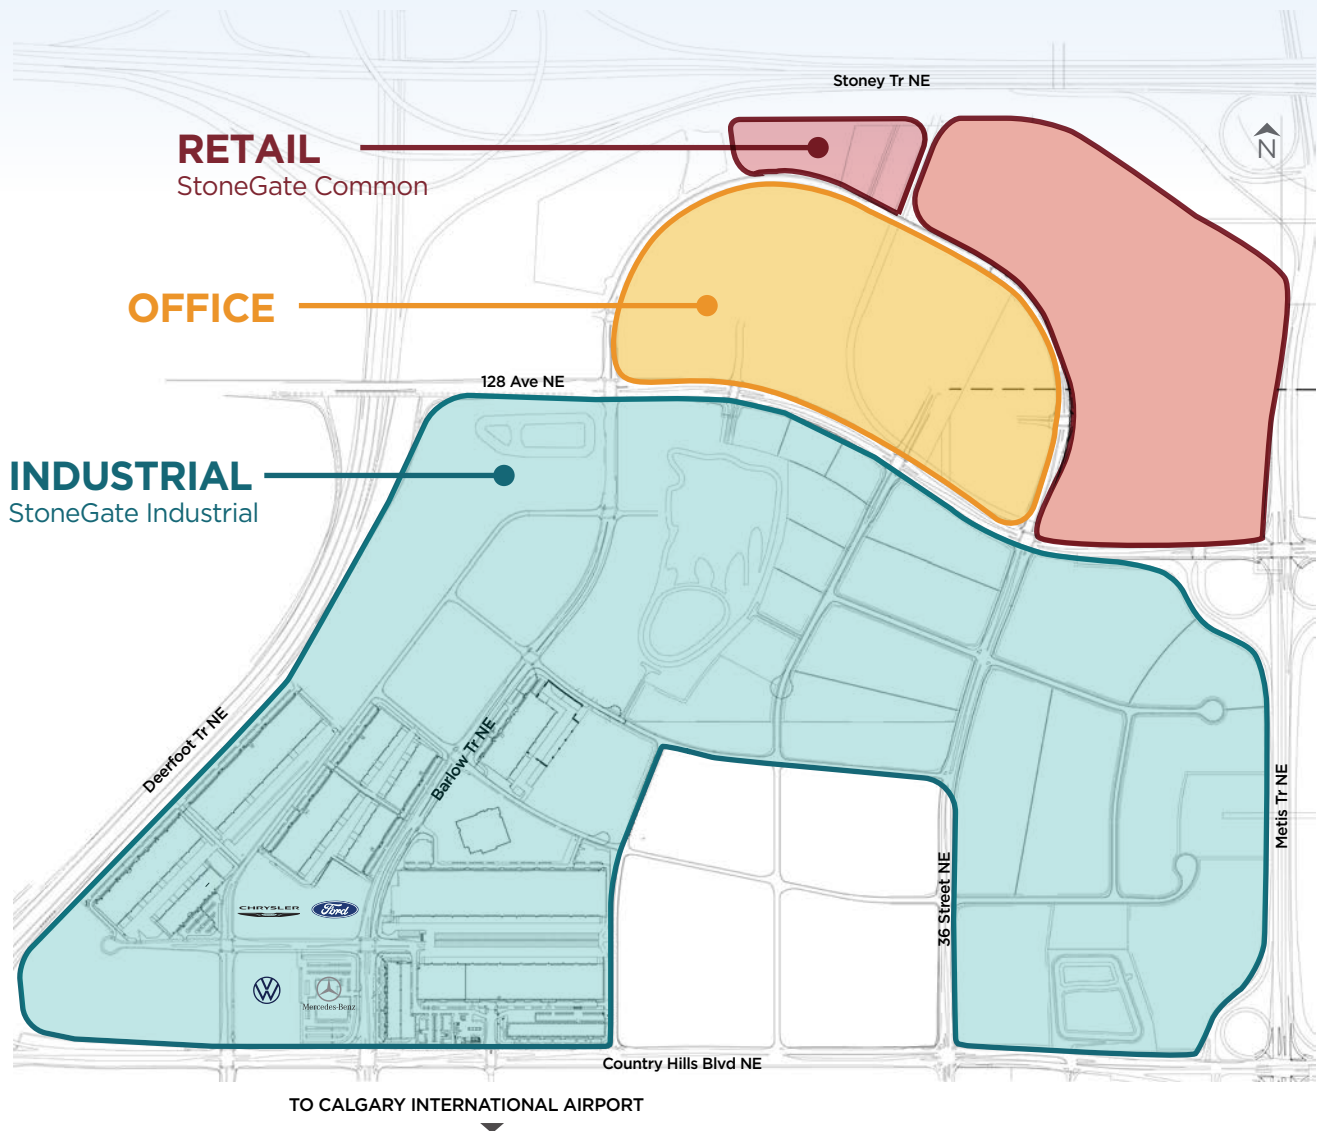 Stoney Tr NE
RETAIL
StoneGate Common
N
OFFICE
128 Ave NE
INDUSTRIAL
StoneGate Industrial
Deerfoot Tr NE
Barlow Tr NE
Metis Tr NE
36 Street NE
CHRYSLER
Ford
Mercedes-Benz
Country Hills Blvd NE
TO CALGARY INTERNATIONAL AIRPORT